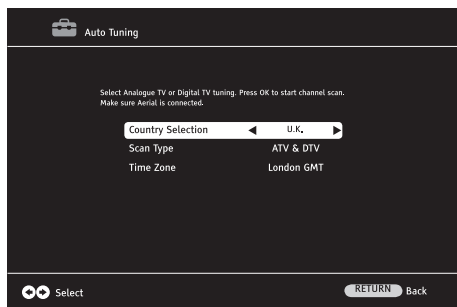 Auto Tuning
Select Analogue TV or Digital TV tuning. Press OK to start channel scan.
Make sure Aerial is connected.
Country Selection U.K.
Scan Type ATV & DTV
Time Zone London GMT
Select RETURN Back